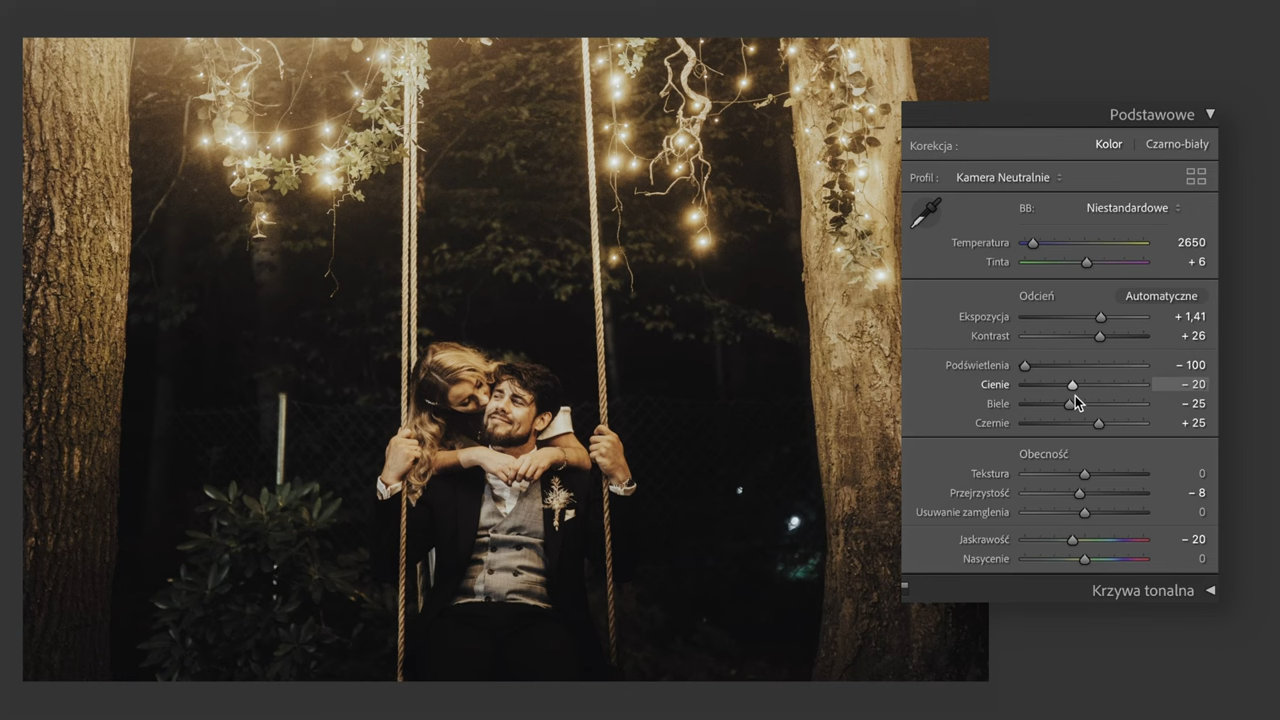 Podstawowe ▼
Korekcja : Kolor | Czarno-biały
Profil : Kamera Neutralnie
BB: Niestandardowe
Temperatura 2650
Tinta + 6
Odcień Automatyczne
Ekspozycja + 1,41
Kontrast + 26
Podświetlenia − 100
Cienie − 20
Biele − 25
Czernie + 25
Obecność
Tekstura 0
Przejrzystość − 8
Usuwanie zamglenia 0
Jaskrawość − 20
Nasycenie 0
Krzywa tonalna ◀